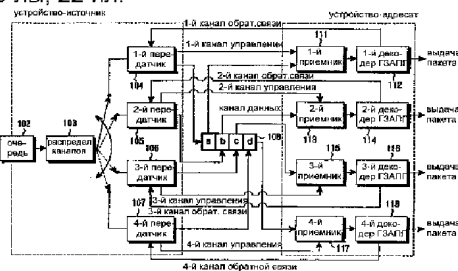 устройство-источник
устройство-адресат
1-й канал обрат.связи
1-й канал управления
111
1-й пере-
датчик
104
1-й
приемник
1-й деко-
дер ГЗАПГ
112
выдача
пакета
2-й канал обрат.связи
2-й канал управления
канал данных
102
103
оче-
редь
распредел
каналов
2-й пере-
датчик
105
106
a b c d
108
2-й
приемник
113
2-й деко-
дер ГЗАПГ
114
выдача
пакета
115
116
3-й пере-
датчик
3-й
приемник
3-й деко-
дер ГЗАПГ
выдача
пакета
3-й канал управления
3-й канал обрат. связи
107
118
4-й пере-
датчик
4-й
приемник
117
4-й деко-
дер ГЗАПГ
выдача
пакета
4-й канал управления
4-й канал обратной связи